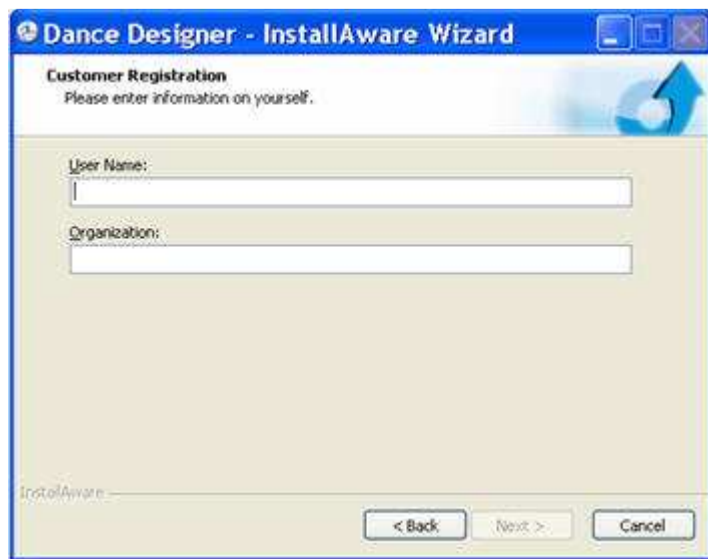 Dance Designer - InstallAware Wizard
Customer Registration
Please enter information on yourself.
User Name:
Organization:
InstallAware
< Back
Next >
Cancel